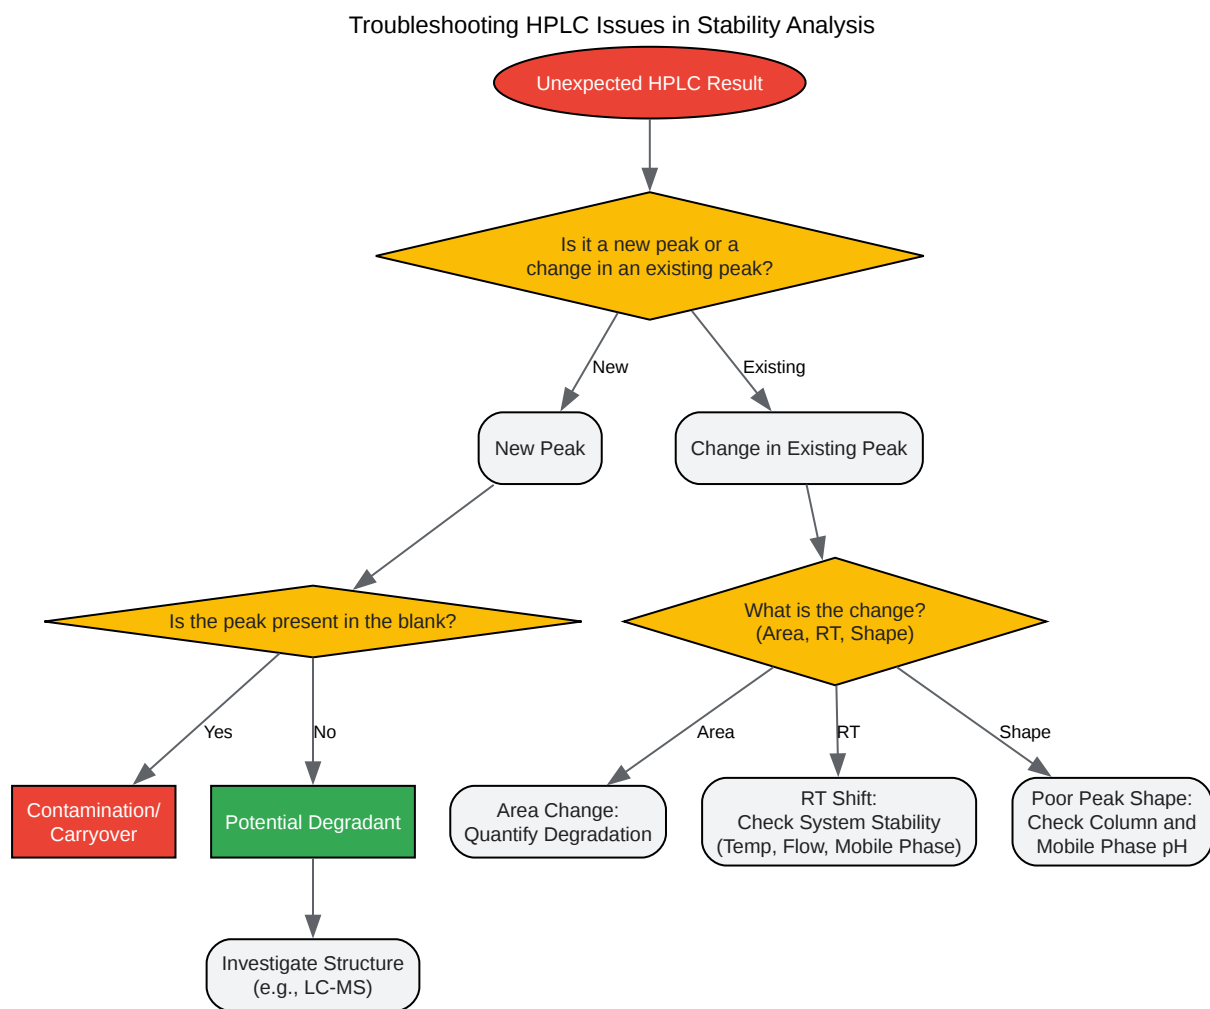 Troubleshooting HPLC Issues in Stability Analysis
Unexpected HPLC Result
Is it a new peak or a
change in an existing peak?
New
Existing
New Peak
Change in Existing Peak
Is the peak present in the blank?
What is the change?
(Area, RT, Shape)
Yes
No
Area
RT
Shape
Contamination/
Carryover
Potential Degradant
Area Change:
Quantify Degradation
RT Shift:
Check System Stability
(Temp, Flow, Mobile Phase)
Poor Peak Shape:
Check Column and
Mobile Phase pH
Investigate Structure
(e.g., LC-MS)